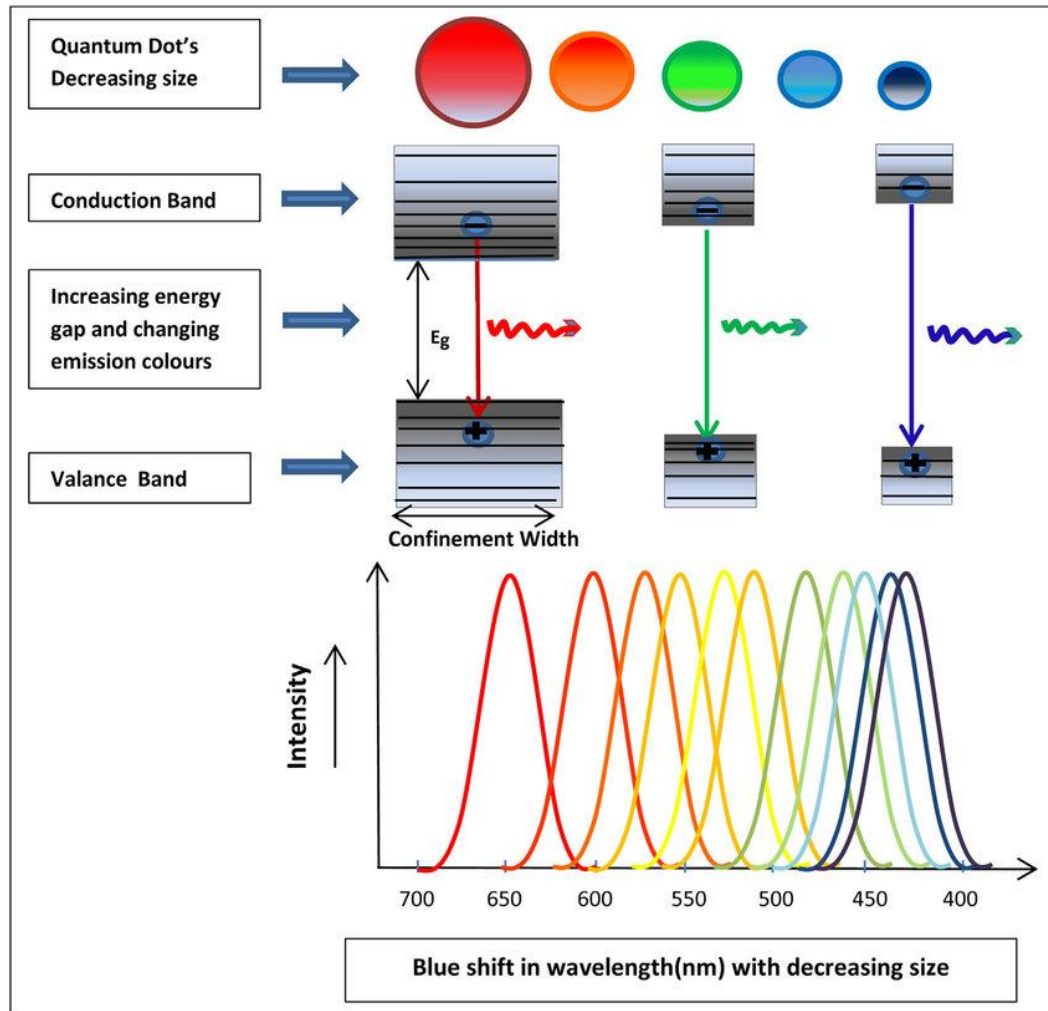 Quantum Dot's
Decreasing size
Conduction Band
Increasing energy
gap and changing
emission colours
Eg
Valance Band
Confinement Width
Intensity
700 650 600 550 500 450 400
Blue shift in wavelength(nm) with decreasing size